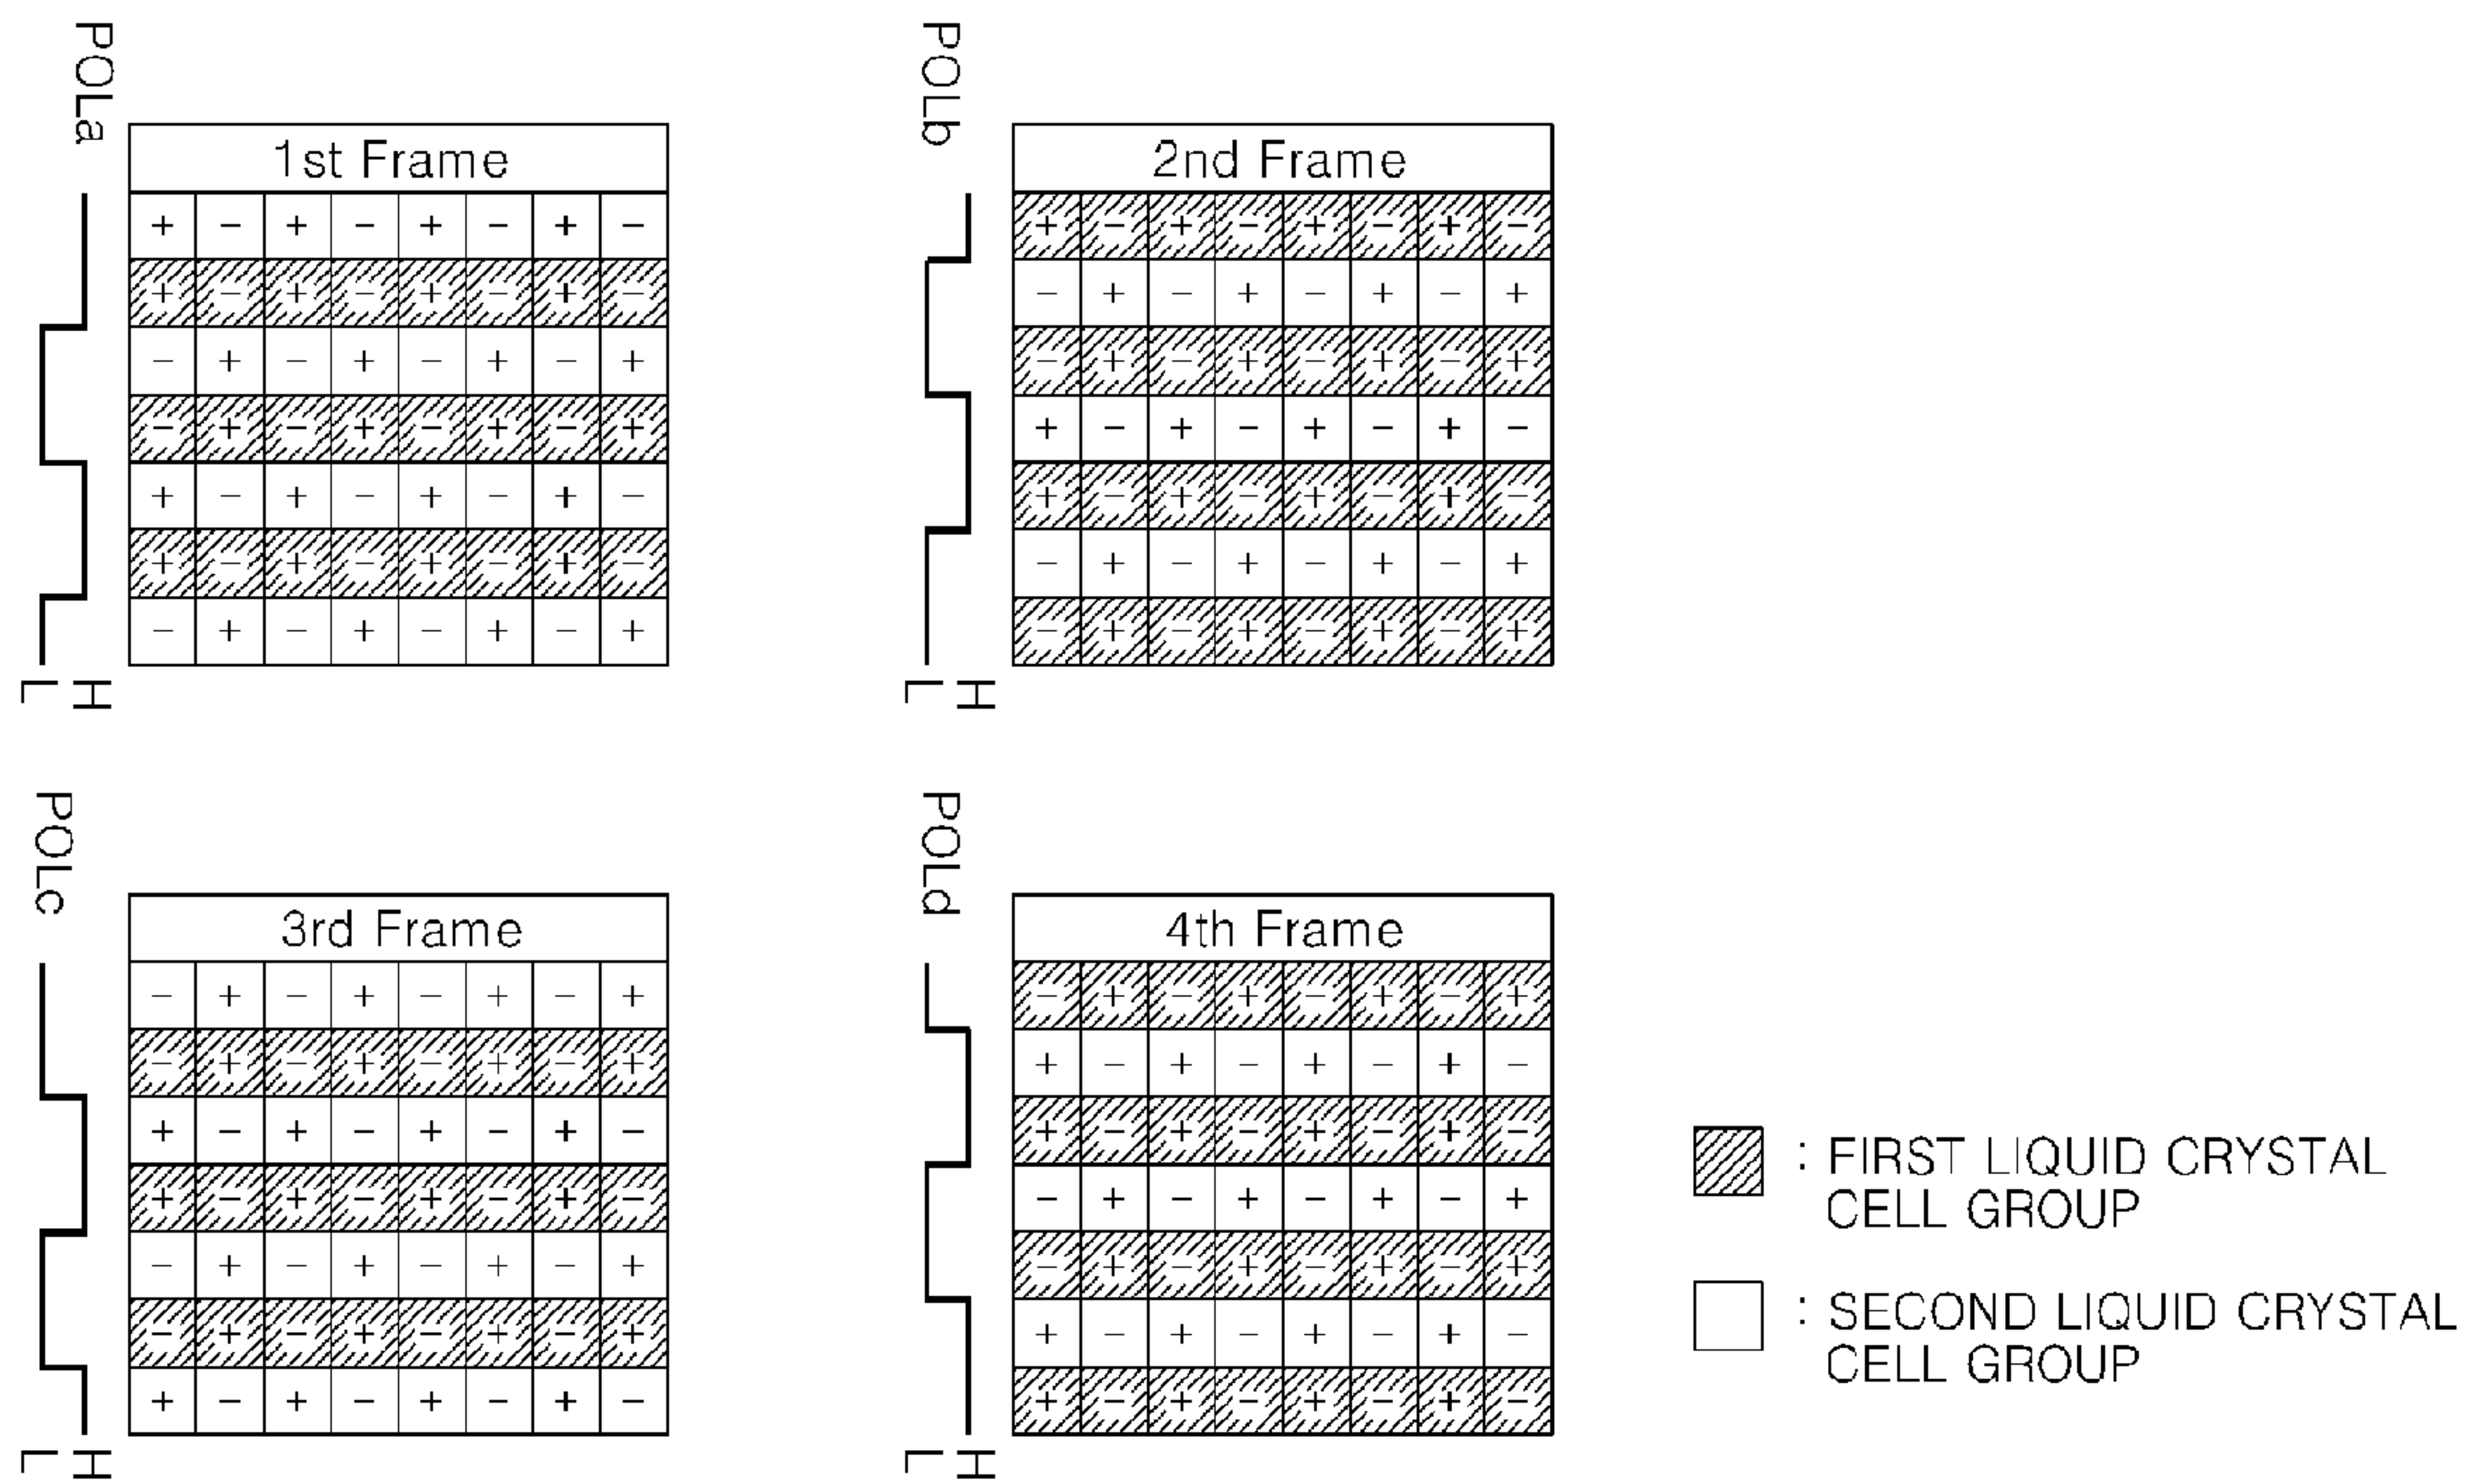 POLa
1st Frame
+ - + - + - + -
+ - + - + - + -
- + - + - + - +
- + - + - + - +
+ - + - + - + -
+ - + - + - + -
- + - + - + - +
H
L
POLb
2nd Frame
+ - + - + - + -
- + - + - + - +
- + - + - + - +
+ - + - + - + -
+ - + - + - + -
- + - + - + - +
- + - + - + - +
H
L
POLc
3rd Frame
- + - + - + - +
- + - + - + - +
+ - + - + - + -
+ - + - + - + -
- + - + - + - +
- + - + - + - +
+ - + - + - + -
H
L
POLd
4th Frame
- + - + - + - +
+ - + - + - + -
+ - + - + - + -
- + - + - + - +
- + - + - + - +
+ - + - + - + -
+ - + - + - + -
H
L
: FIRST LIQUID CRYSTAL
CELL GROUP
: SECOND LIQUID CRYSTAL
CELL GROUP